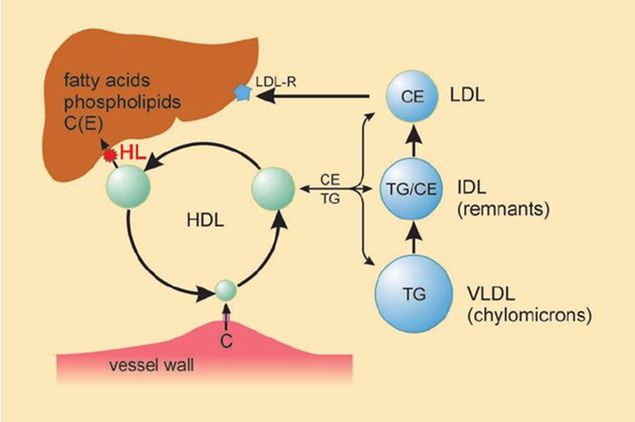 fatty acids
phospholipids
C(E)
HL
LDL-R
CE
LDL
CE
TG
TG/CE
IDL
(remnants)
HDL
TG
VLDL
(chylomicrons)
C
vessel wall